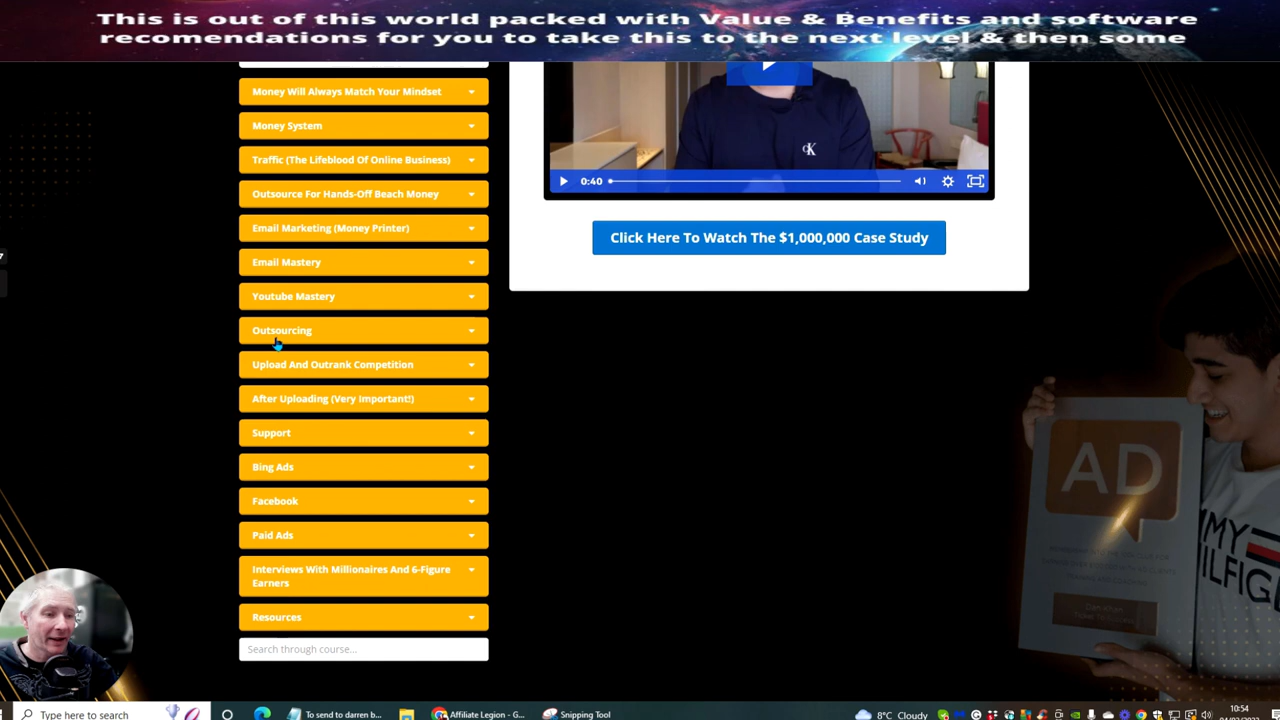 This is out of this world packed with Value & Benefits and software
recomendations for you to take this to the next level & then some
Money Will Always Match Your Mindset
Money System
Traffic (The Lifeblood Of Online Business)
Outsource For Hands-Off Beach Money
Email Marketing (Money Printer)
Email Mastery
Youtube Mastery
Outsourcing
Upload And Outrank Competition
After Uploading (Very Important!)
Support
Bing Ads
Facebook
Paid Ads
Interviews With Millionaires And 6-Figure
Earners
Resources
Search through course...
cK
0:40
Click Here To Watch The $1,000,000 Case Study
AD
Type here to search
To send to darren b...
Affiliate Legion - G...
Snipping Tool
8°C Cloudy
10:54